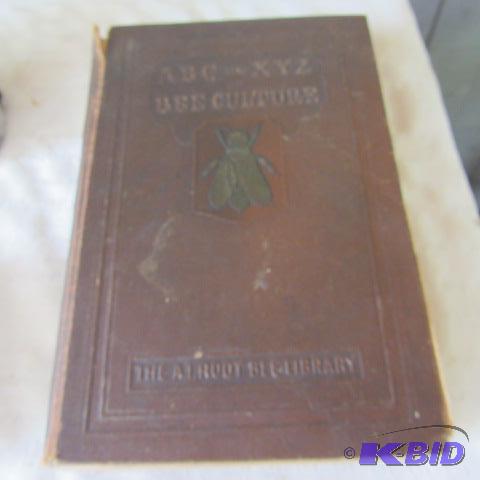 ABC AND XYZ
BEE CULTURE
THE A.I. ROOT BEE-LIBRARY
© K-BID